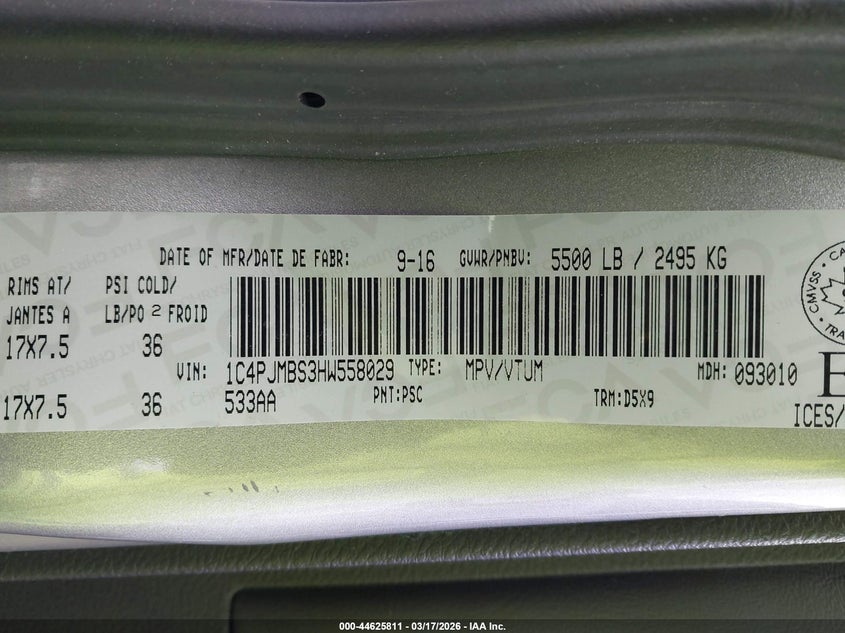 DATE OF MFR/DATE DE FABR: 9-16 GVWR/PNBV: 5500 LB / 2495 KG
RIMS AT/ PSI COLD/
JANTES A LB/PO 2 FROID
17X7.5 36
VIN: 1C4PJMBS3HW558029 TYPE: MPV/VTUM MDH: 093010
17X7.5 36 533AA PNT:PSC TRM:D5X9
ICES/
CMVSS
000-44625811 - 03/17/2026 - IAA Inc.